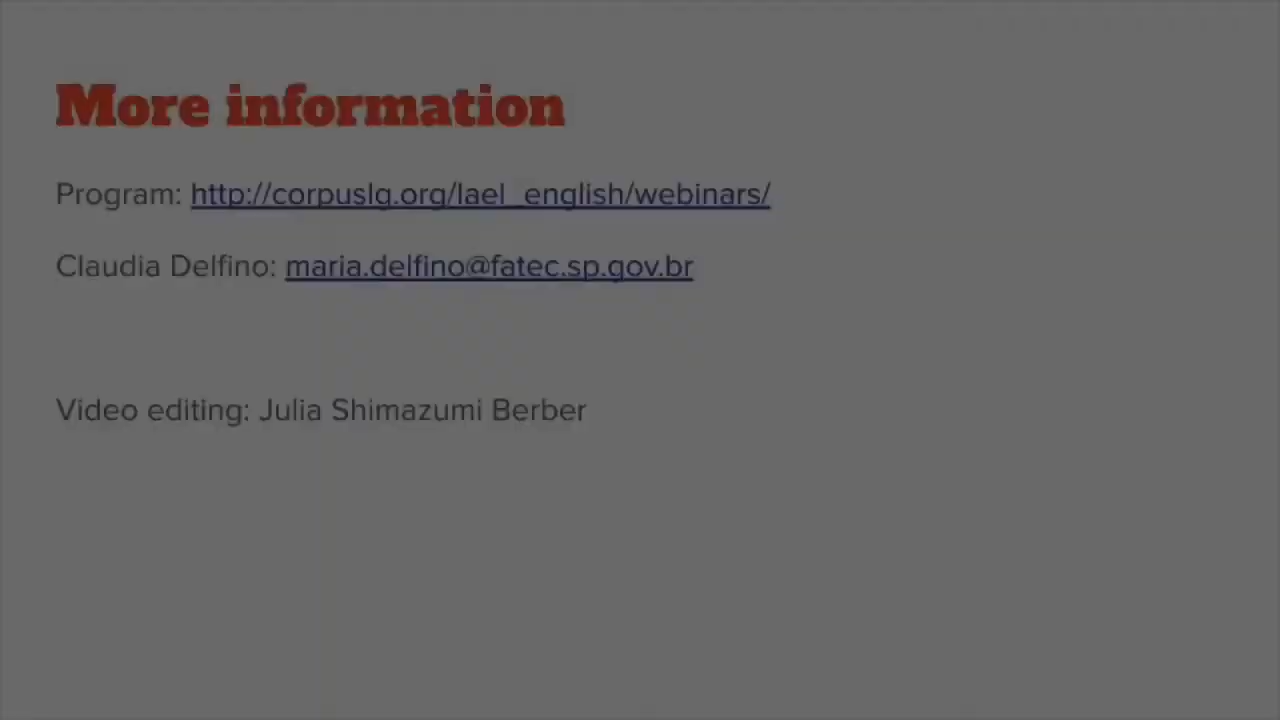 More information
Program: http://corpuslg.org/lael_english/webinars/
Claudia Delfino: maria.delfino@fatec.sp.gov.br
Video editing: Julia Shimazumi Berber